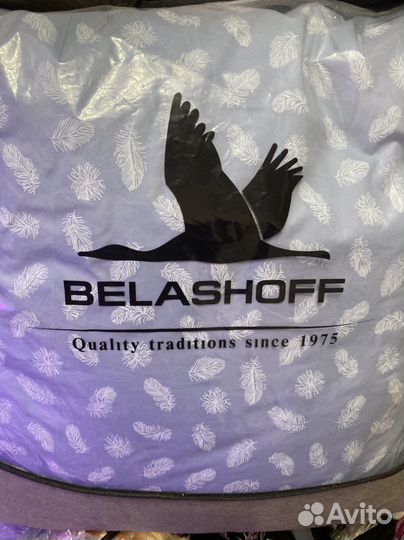 BELASHOFF
Quality traditions since 1975
Avito